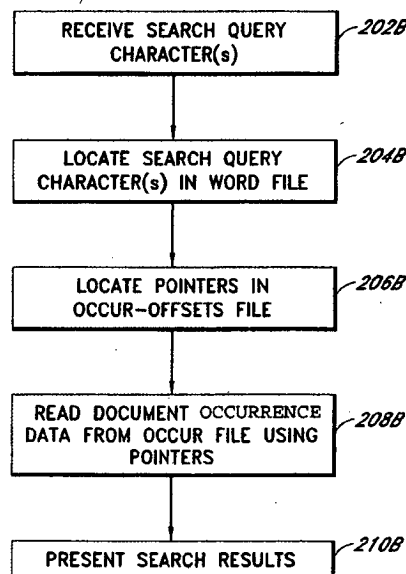 RECEIVE SEARCH QUERY
CHARACTER(s)
202B
LOCATE SEARCH QUERY
CHARACTER(s) IN WORD FILE
204B
LOCATE POINTERS IN
OCCUR-OFFSETS FILE
206B
READ DOCUMENT OCCURRENCE
DATA FROM OCCUR FILE USING
POINTERS
208B
PRESENT SEARCH RESULTS
210B